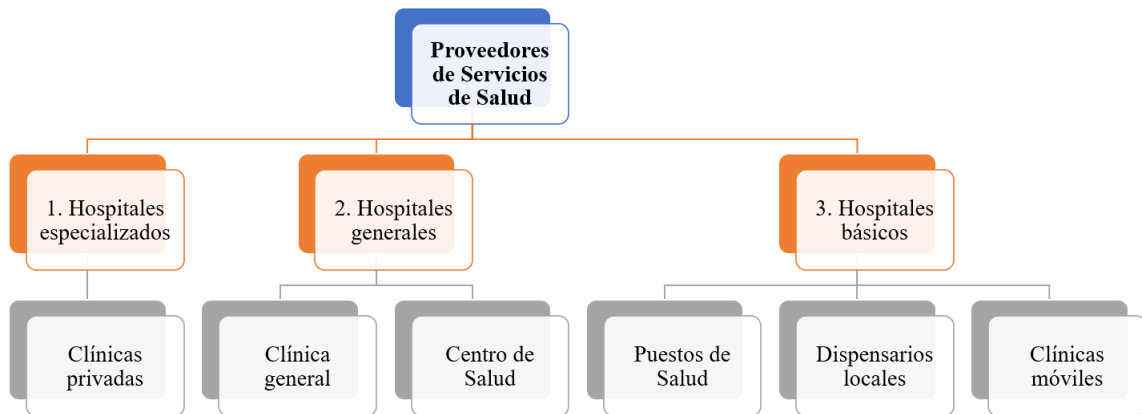 Proveedores
de Servicios
de Salud
1. Hospitales
especializados
2. Hospitales
generales
3. Hospitales
básicos
Clínicas
privadas
Clínica
general
Centro de
Salud
Puestos de
Salud
Dispensarios
locales
Clínicas
móviles